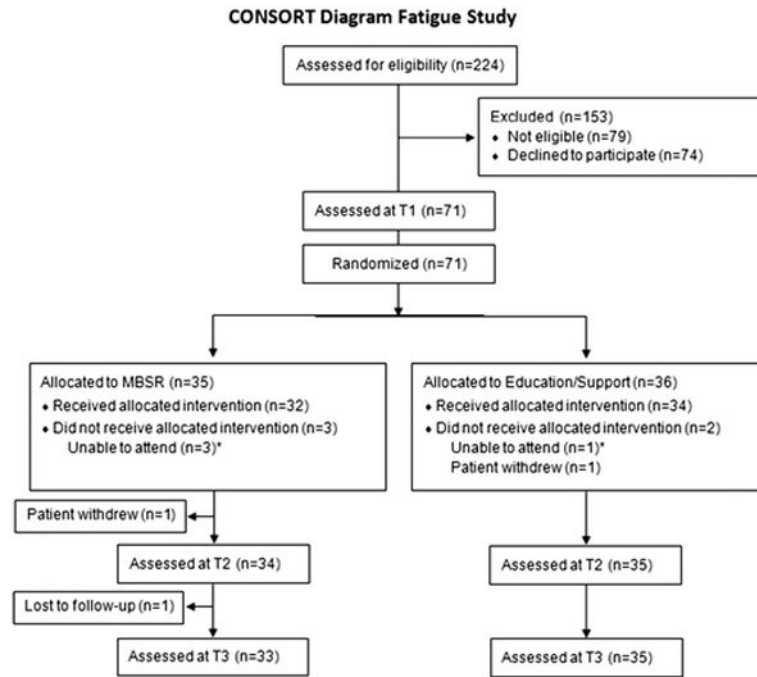 CONSORT Diagram Fatigue Study
Assessed for eligibility (n=224)
Excluded (n=153)
♦ Not eligible (n=79)
♦ Declined to participate (n=74)
Assessed at T1 (n=71)
Randomized (n=71)
Allocated to MBSR (n=35)
♦ Received allocated intervention (n=32)
♦ Did not receive allocated intervention (n=3)
Unable to attend (n=3)*
Allocated to Education/Support (n=36)
♦ Received allocated intervention (n=34)
♦ Did not receive allocated intervention (n=2)
Unable to attend (n=1)*
Patient withdrew (n=1)
Patient withdrew (n=1)
Assessed at T2 (n=34)
Assessed at T2 (n=35)
Lost to follow-up (n=1)
Assessed at T3 (n=33)
Assessed at T3 (n=35)